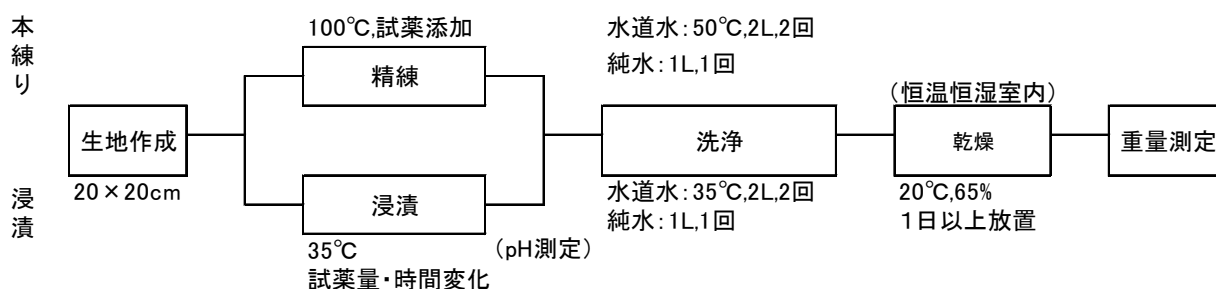 本練り
100℃,試薬添加
精練
水道水:50℃,2L,2回
純水:1L,1回
(恒温恒湿室内)
生地作成
20×20cm
洗浄
乾燥
重量測定
浸漬
浸漬
35℃
試薬量・時間変化
(pH測定)
水道水:35℃,2L,2回
純水:1L,1回
20℃,65%
1日以上放置